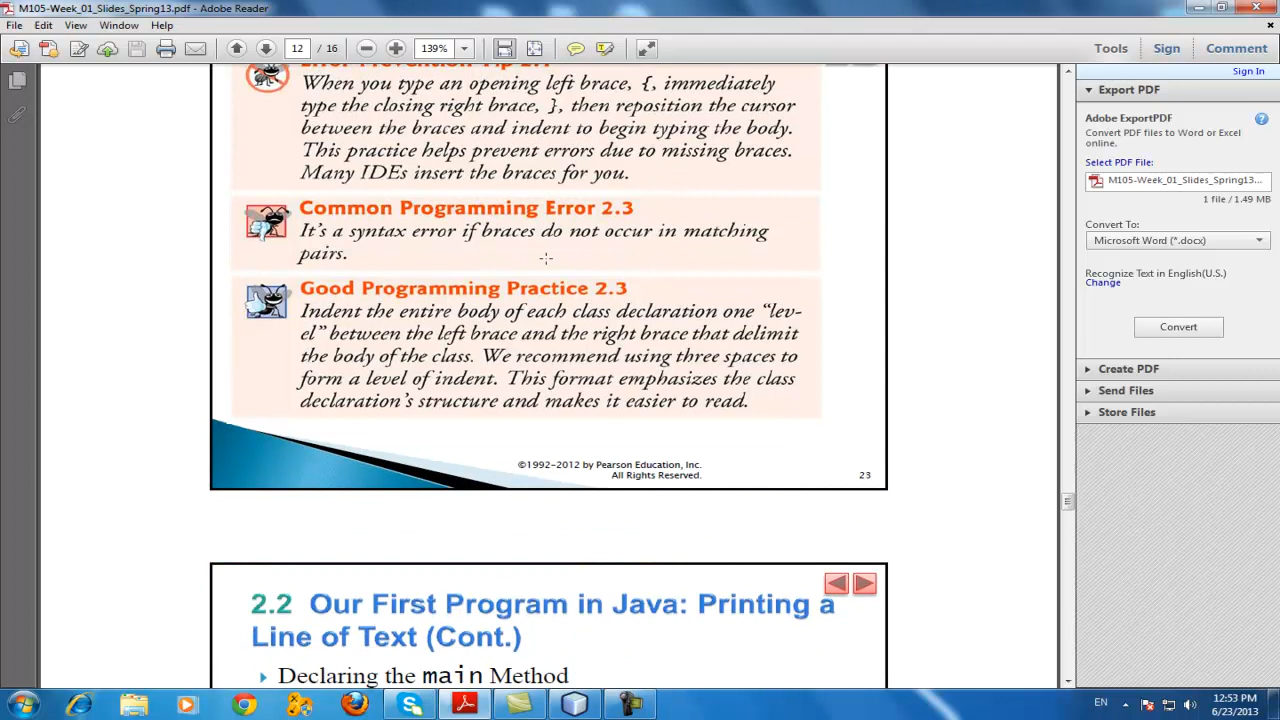 M105-Week_01_Slides_Spring13.pdf - Adobe Reader
File Edit View Window Help
12 / 16 139% Tools Sign Comment
Sign In
Error Prevention Tip 2.1
When you type an opening left brace, {, immediately
type the closing right brace, }, then reposition the cursor
between the braces and indent to begin typing the body.
This practice helps prevent errors due to missing braces.
Many IDEs insert the braces for you.
Common Programming Error 2.3
It's a syntax error if braces do not occur in matching
pairs.
Good Programming Practice 2.3
Indent the entire body of each class declaration one “lev-
el” between the left brace and the right brace that delimit
the body of the class. We recommend using three spaces to
form a level of indent. This format emphasizes the class
declaration's structure and makes it easier to read.
©1992-2012 by Pearson Education, Inc.
All Rights Reserved.
23
2.2 Our First Program in Java: Printing a
Line of Text (Cont.)
Declaring the main Method
Export PDF
Adobe ExportPDF
Convert PDF files to Word or Excel
online.
Select PDF File:
M105-Week_01_Slides_Spring13...
1 file / 1.49 MB
Convert To:
Microsoft Word (*.docx)
Recognize Text in English(U.S.)
Change
Convert
Create PDF
Send Files
Store Files
EN
12:53 PM
6/23/2013